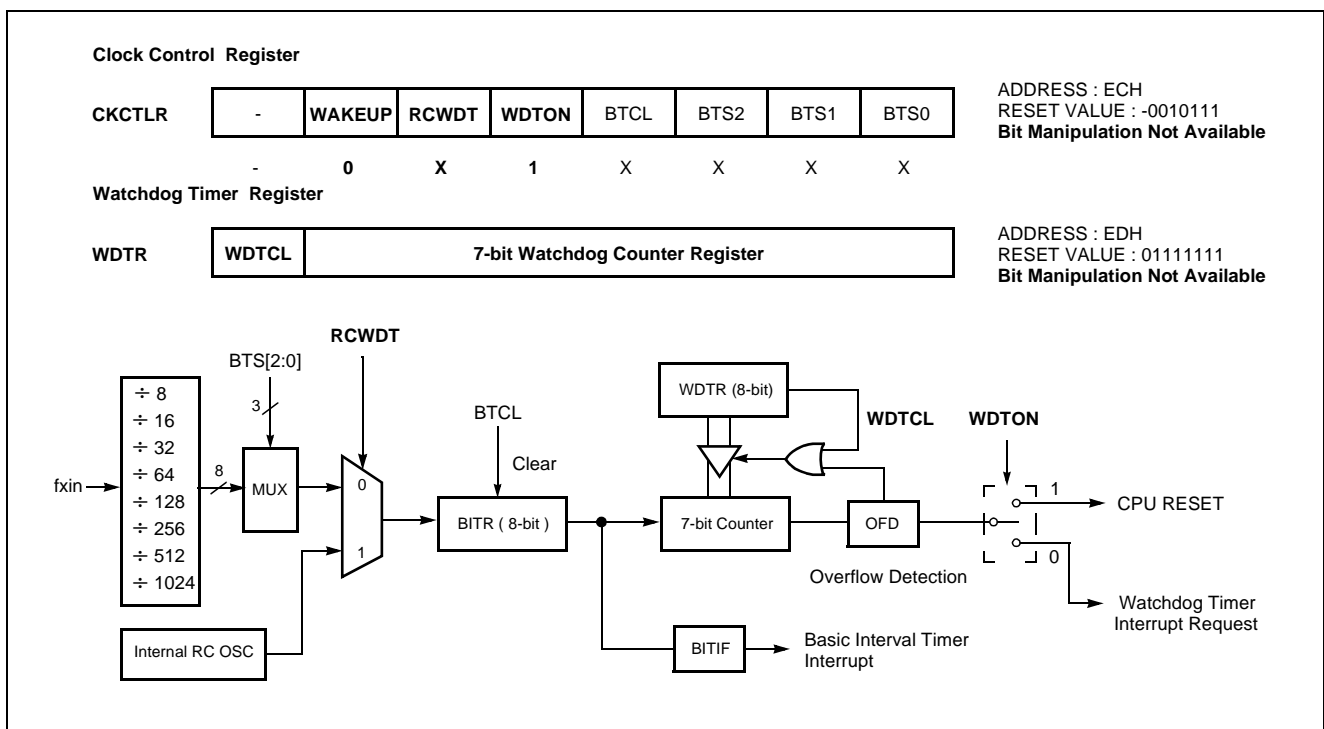 Clock Control Register
CKCTLR
- WAKEUP RCWDT WDTON BTCL BTS2 BTS1 BTS0
ADDRESS : ECH
RESET VALUE : -0010111
Bit Manipulation Not Available
- 0 X 1 X X X X
Watchdog Timer Register
WDTR
WDTCL 7-bit Watchdog Counter Register
ADDRESS : EDH
RESET VALUE : 01111111
Bit Manipulation Not Available
RCWDT
BTS[2:0]
3
÷ 8
÷ 16
÷ 32
÷ 64
÷ 128
÷ 256
÷ 512
÷ 1024
fxin
8
MUX
0
1
Internal RC OSC
BTCL
Clear
BITR ( 8-bit )
WDTR (8-bit)
WDTCL
WDTON
7-bit Counter
OFD
Overflow Detection
1
CPU RESET
0
Watchdog Timer
Interrupt Request
BITIF
Basic Interval Timer
Interrupt